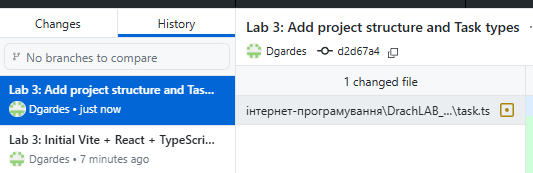 Changes
History
No branches to compare
Lab 3: Add project structure and Tas...
Dgardes • just now
Lab 3: Initial Vite + React + TypeScri...
Dgardes • 7 minutes ago
Lab 3: Add project structure and Task types
Dgardes d2d67a4
1 changed file
інтернет-програмування\DrachLAB_...\task.ts